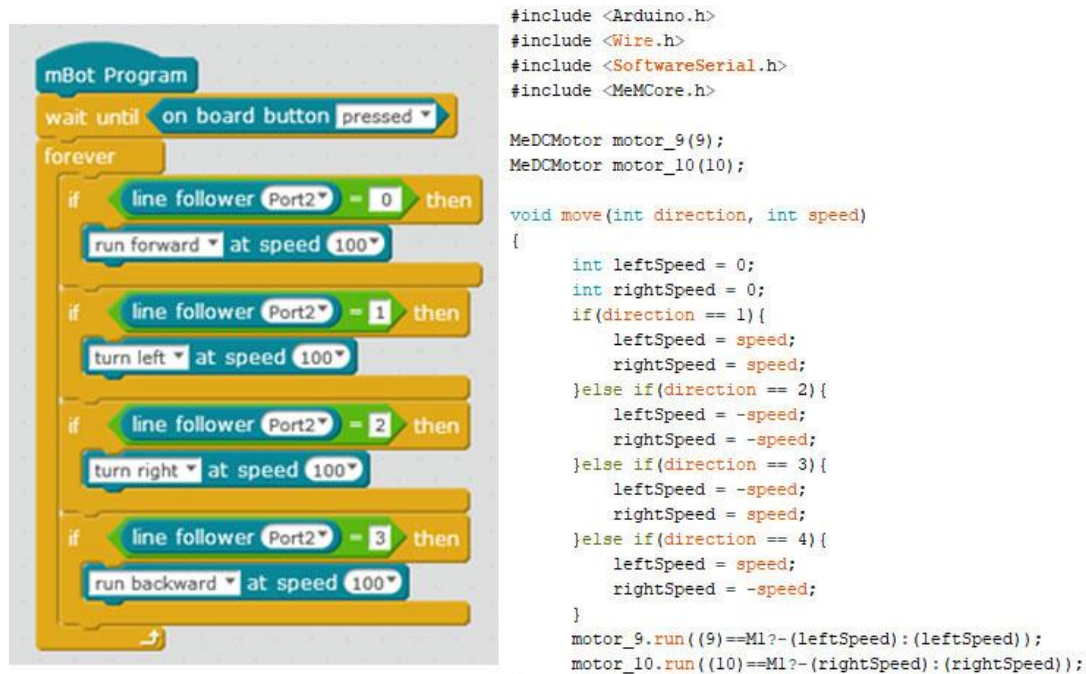 mBot Program
wait until on board button pressed
forever
if line follower Port2 = 0 then
run forward at speed 100
if line follower Port2 = 1 then
turn left at speed 100
if line follower Port2 = 2 then
turn right at speed 100
if line follower Port2 = 3 then
run backward at speed 100
#include <Arduino.h>
#include <Wire.h>
#include <SoftwareSerial.h>
#include <MeMCore.h>
MeDCMotor motor_9(9);
MeDCMotor motor_10(10);
void move(int direction, int speed)
{
int leftSpeed = 0;
int rightSpeed = 0;
if(direction == 1){
leftSpeed = speed;
rightSpeed = speed;
}else if(direction == 2){
leftSpeed = -speed;
rightSpeed = -speed;
}else if(direction == 3){
leftSpeed = -speed;
rightSpeed = speed;
}else if(direction == 4){
leftSpeed = speed;
rightSpeed = -speed;
}
motor_9.run((9)==M1?-(leftSpeed):(leftSpeed));
motor_10.run((10)==M1?-(rightSpeed):(rightSpeed));